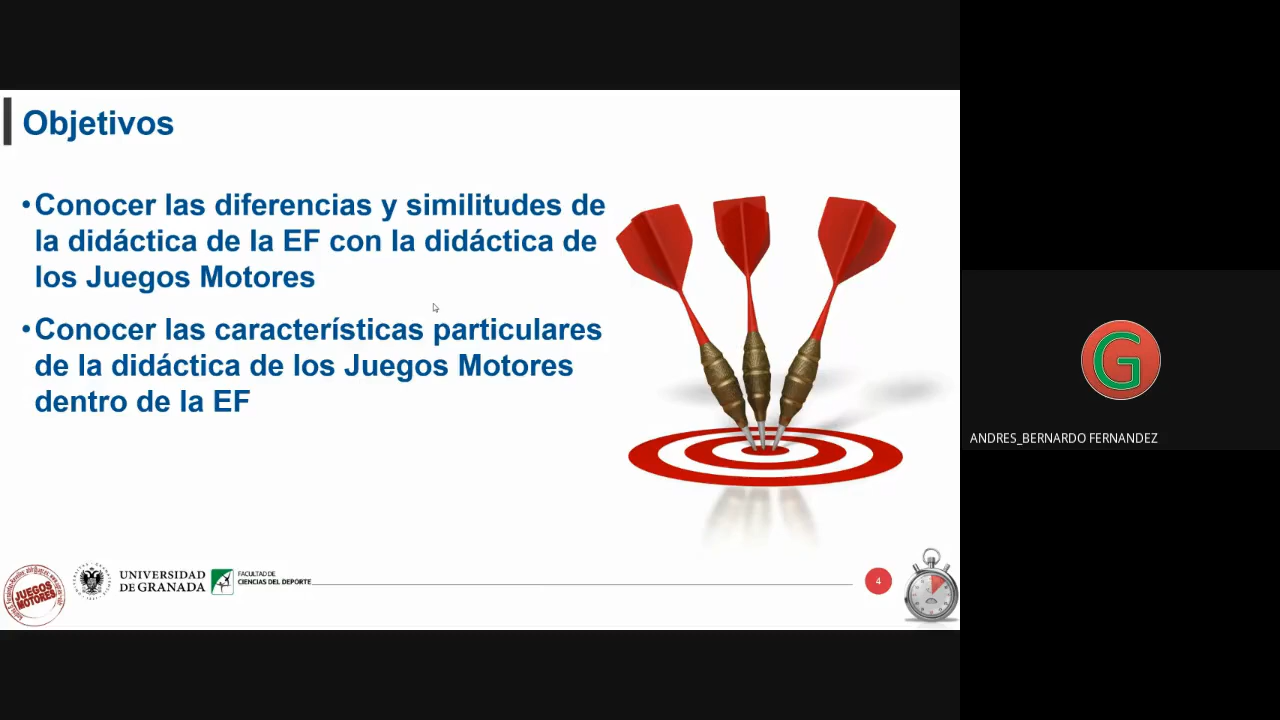 Objetivos
•Conocer las diferencias y similitudes de
la didáctica de la EF con la didáctica de
los Juegos Motores
•Conocer las características particulares
de la didáctica de los Juegos Motores
dentro de la EF
G
ANDRES_BERNARDO FERNANDEZ
JUEGOS
MOTORES
UNIVERSIDAD
DE GRANADA
FACULTAD DE
CIENCIAS DEL DEPORTE
4